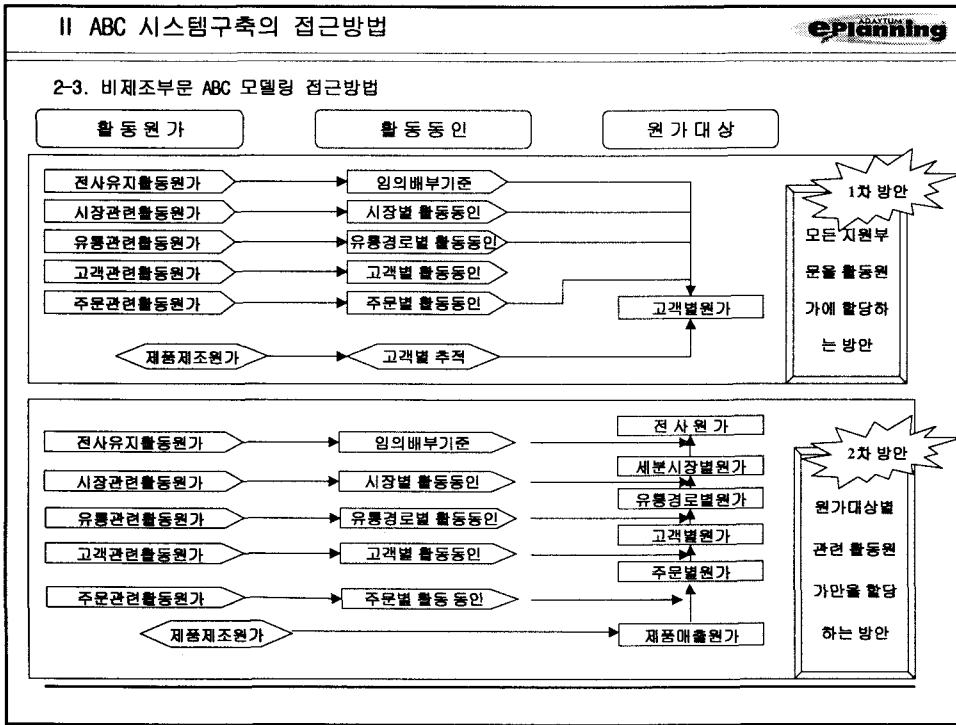 II ABC 시스템구축의 접근방법
ADAYTUM
ePlanning
2-3. 비제조부문 ABC 모델링 접근방법
활동원가
활동동인
원가대상
전사유지활동원가
임의배부기준
시장관련활동원가
시장별 활동동인
유통관련활동원가
유통경로별 활동동인
고객관련활동원가
고객별 활동동인
주문관련활동원가
주문별 활동동인
고객별원가
제품제조원가
고객별 추적
1차 방안
모든 지원부
문을 활동원
가에 할당하
는 방안
전사유지활동원가
임의배부기준
전사원가
시장관련활동원가
시장별 활동동인
세분시장별원가
유통관련활동원가
유통경로별 활동동인
유통경로별원가
고객관련활동원가
고객별 활동동인
고객별원가
주문관련활동원가
주문별 활동 동안
주문별원가
제품제조원가
제품매출원가
2차 방안
원가대상별
관련 활동원
가만을 할당
하는 방안